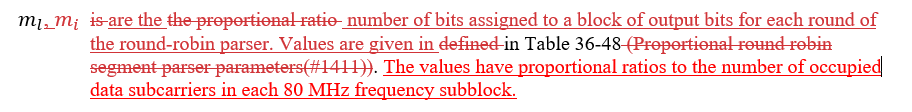 m_l, m_i is are the the proportional ratio number of bits assigned to a block of output bits for each round of
the round-robin parser. Values are given in defined in Table 36-48 (Proportional round robin
segment parser parameters(#1411)). The values have proportional ratios to the number of occupied
data subcarriers in each 80 MHz frequency subblock.